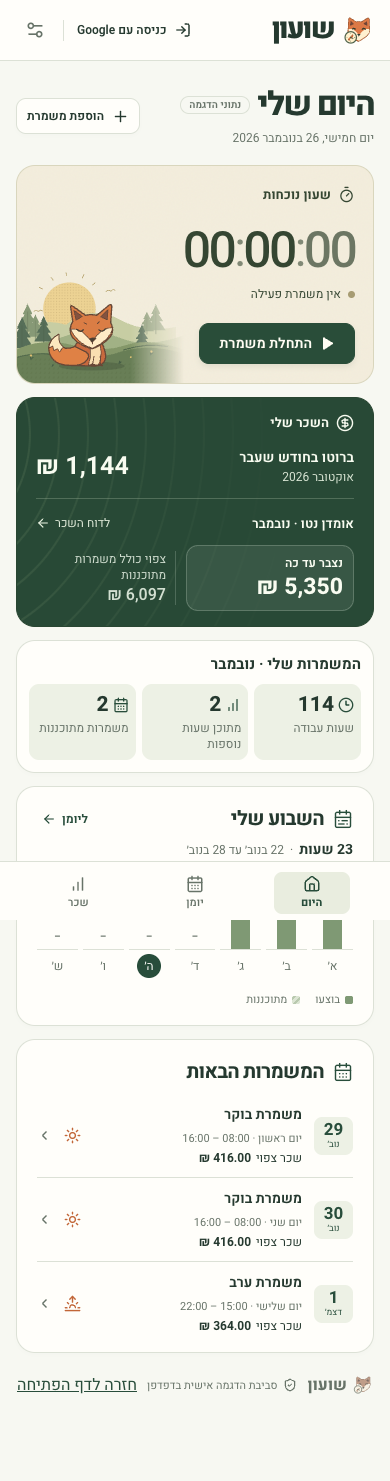 שועון
כניסה עם Google
היום שלי
נתוני הדגמה
יום חמישי, 26 בנובמבר 2026
הוספת משמרת
שעון נוכחות
00:00:00
אין משמרת פעילה
התחלת משמרת
השכר שלי
ברוטו בחודש שעבר
אוקטובר 2026
1,144 ₪
אומדן נטו · נובמבר
לדוח השכר
נצבר עד כה
5,350 ₪
צפוי כולל משמרות
מתוכננות
6,097 ₪
המשמרות שלי · נובמבר
114
שעות עבודה
2
מתוכן שעות
נוספות
2
משמרות מתוכננות
השבוע שלי
ליומן
23 שעות · 22 בנוב׳ עד 28 בנוב׳
היום
יומן
שכר
– – – –
א׳ ב׳ ג׳ ד׳ ה׳ ו׳ ש׳
בוצעו
מתוכננות
המשמרות הבאות
29
נוב׳
משמרת בוקר
יום ראשון · 08:00 – 16:00
שכר צפוי 416.00 ₪
30
נוב׳
משמרת בוקר
יום שני · 08:00 – 16:00
שכר צפוי 416.00 ₪
1
דצמ׳
משמרת ערב
יום שלישי · 15:00 – 22:00
שכר צפוי 364.00 ₪
שועון
סביבת הדגמה אישית בדפדפן
חזרה לדף הפתיחה